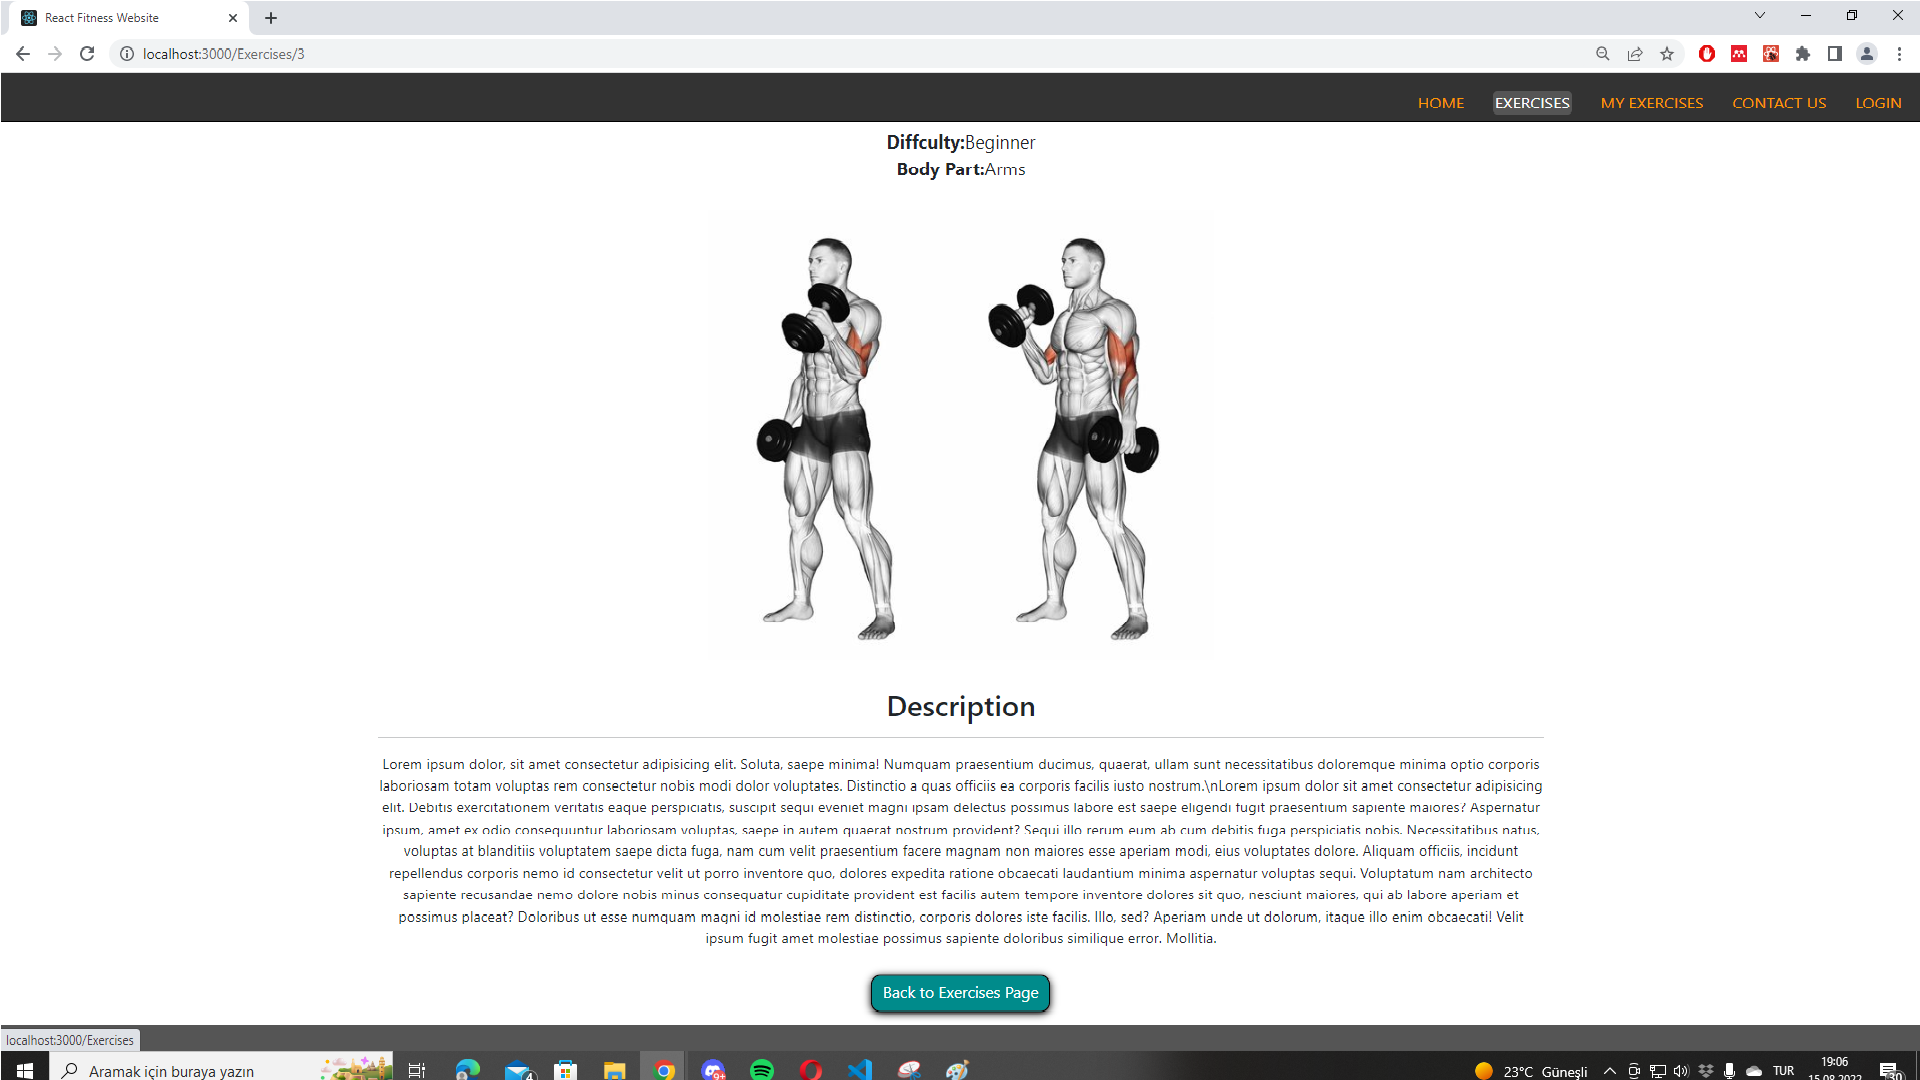 React Fitness Website
localhost:3000/Exercises/3
HOME EXERCISES MY EXERCISES CONTACT US LOGIN
Diffculty:Beginner
Body Part:Arms
Description
Lorem ipsum dolor, sit amet consectetur adipisicing elit. Soluta, saepe minima! Numquam praesentium ducimus, quaerat, ullam sunt necessitatibus doloremque minima optio corporis
laboriosam totam voluptas rem consectetur nobis modi dolor voluptates. Distinctio a quas officiis ea corporis facilis iusto nostrum.\nLorem ipsum dolor sit amet consectetur adipisicing
elit. Debitis exercitationem veritatis eaque perspiciatis, suscipit sequi eveniet magni ipsam delectus possimus labore est saepe eligendi fugit praesentium sapiente maiores? Aspernatur
ipsum, amet ex odio consequuntur laboriosam voluptas, saepe in autem quaerat nostrum provident? Sequi illo rerum eum ab cum debitis fuga perspiciatis nobis. Necessitatibus natus,
voluptas at blanditiis voluptatem saepe dicta fuga, nam cum velit praesentium facere magnam non maiores esse aperiam modi, eius voluptates dolore. Aliquam officiis, incidunt
repellendus corporis nemo id consectetur velit ut porro inventore quo, dolores expedita ratione obcaecati laudantium minima aspernatur voluptas sequi. Voluptatum nam architecto
sapiente recusandae nemo dolore nobis minus consequatur cupiditate provident est facilis autem tempore inventore dolores sit quo, nesciunt maiores, qui ab labore aperiam et
possimus placeat? Doloribus ut esse numquam magni id molestiae rem distinctio, corporis dolores iste facilis. Illo, sed? Aperiam unde ut dolorum, itaque illo enim obcaecati! Velit
ipsum fugit amet molestiae possimus sapiente doloribus similique error. Mollitia.
Back to Exercises Page
localhost:3000/Exercises
Aramak için buraya yazın
4
9+
23°C Güneşli
TUR
19:06
15.08.2022
30